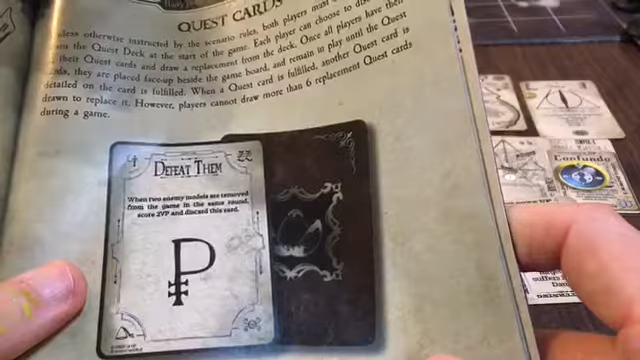 QUEST CARDS
less otherwise instructed by the scenario rules, both players must
the Quest Deck at the start of the game. Each player can choose to
their Quest cards and draw a replacement from the deck. Once all players have their
they are placed face-up beside the game board, and remain in play until the Quest
detailed on the card is fulfilled. When a Quest card is fulfilled, another Quest card is
drawn to replace it. However, players cannot draw more than 6 replacement Quest cards
during a game.
DEFEAT THEM
When two enemy models are removed
from the game in the same round,
score 2VP and discard this card.
Confundo